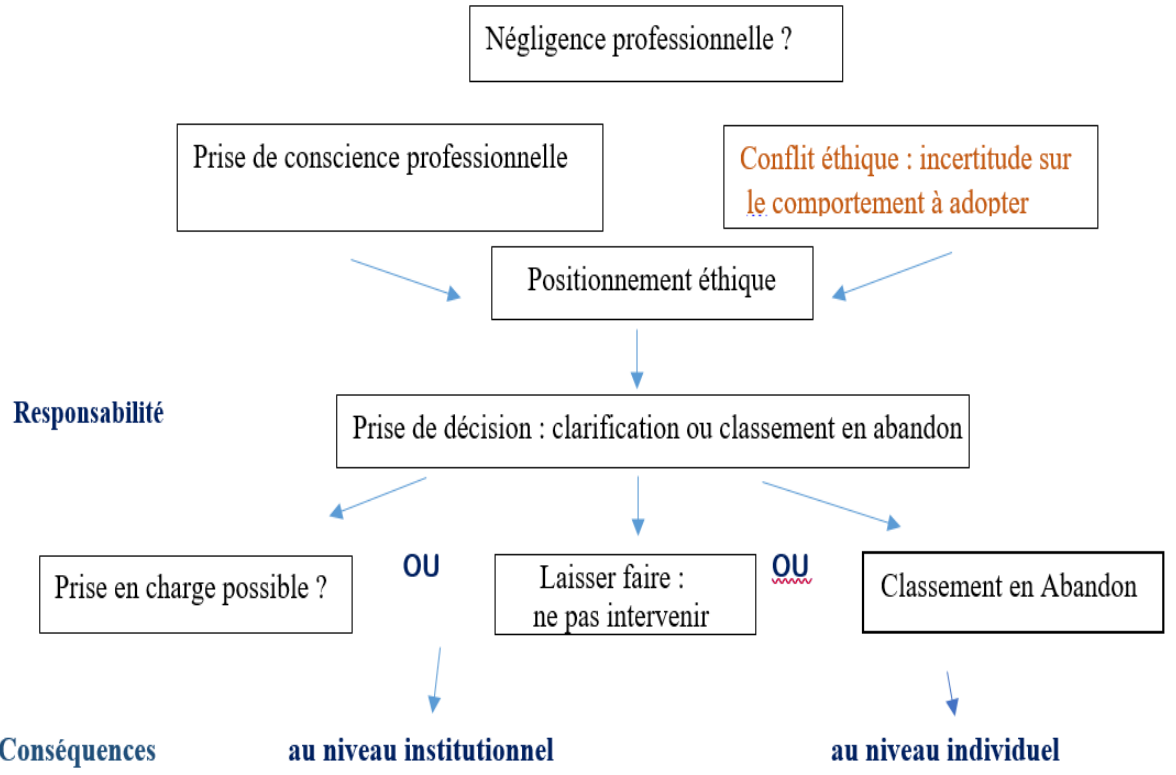 Négligence professionnelle ?
Prise de conscience professionnelle
Conflit éthique : incertitude sur
le comportement à adopter
Positionnement éthique
Responsabilité
Prise de décision : clarification ou classement en abandon
Prise en charge possible ?
OU
Laisser faire :
ne pas intervenir
OU
Classement en Abandon
Conséquences
au niveau institutionnel
au niveau individuel